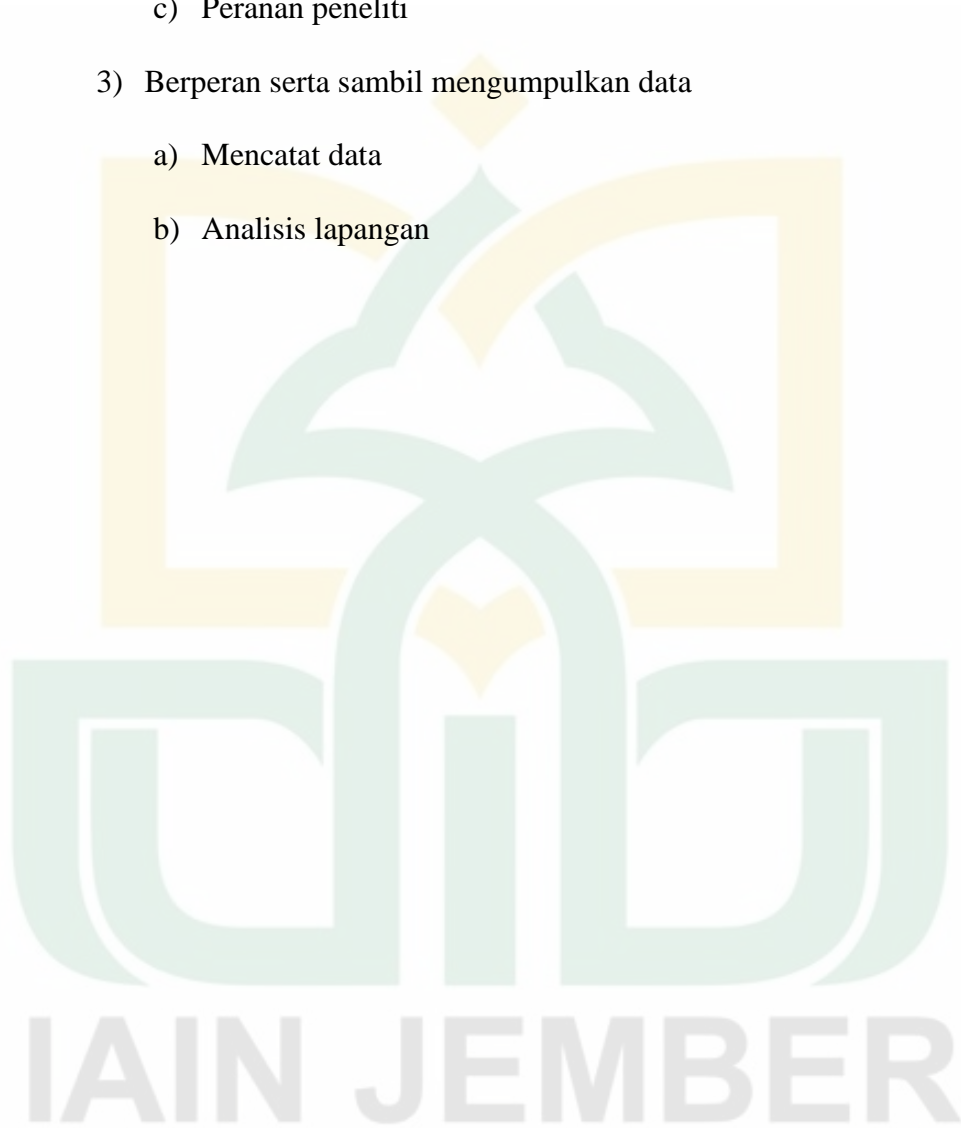 c) Peranan peneliti
3) Berperan serta sambil mengumpulkan data
a) Mencatat data
b) Analisis lapangan
IAIN JEMBER